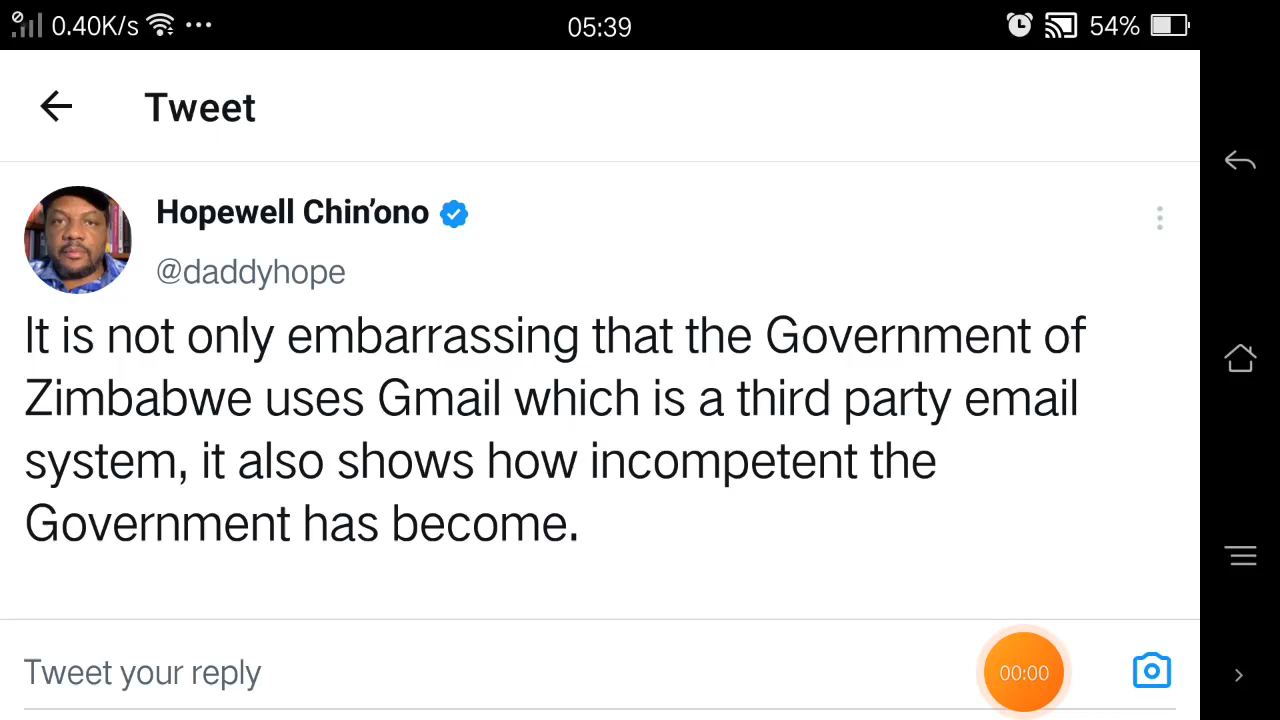 0.40K/s 05:39 54%
Tweet
Hopewell Chin’ono
@daddyhope
It is not only embarrassing that the Government of
Zimbabwe uses Gmail which is a third party email
system, it also shows how incompetent the
Government has become.
Tweet your reply
00:00